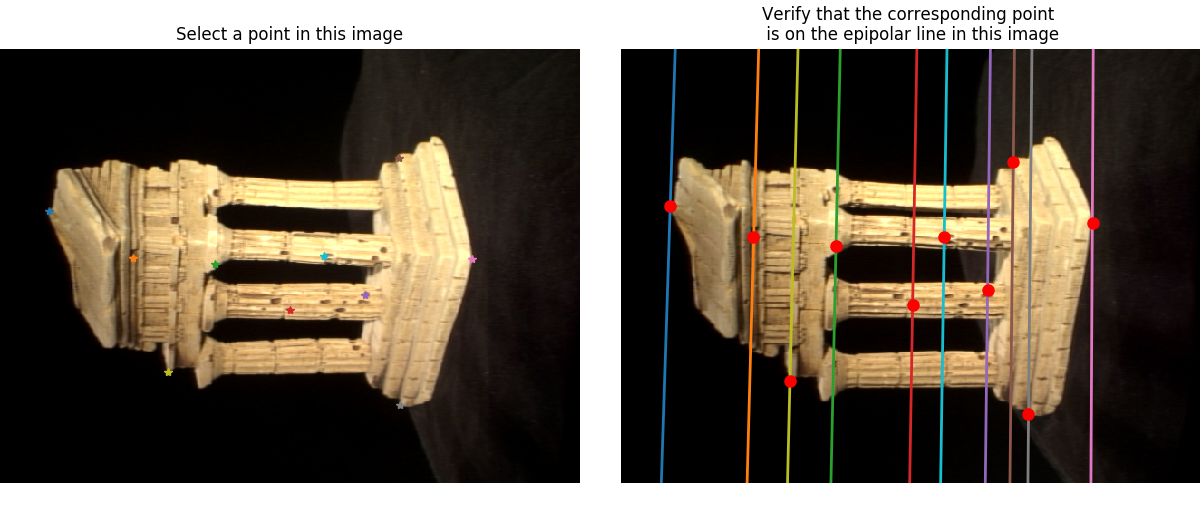 Select a point in this image
Verify that the corresponding point
is on the epipolar line in this image